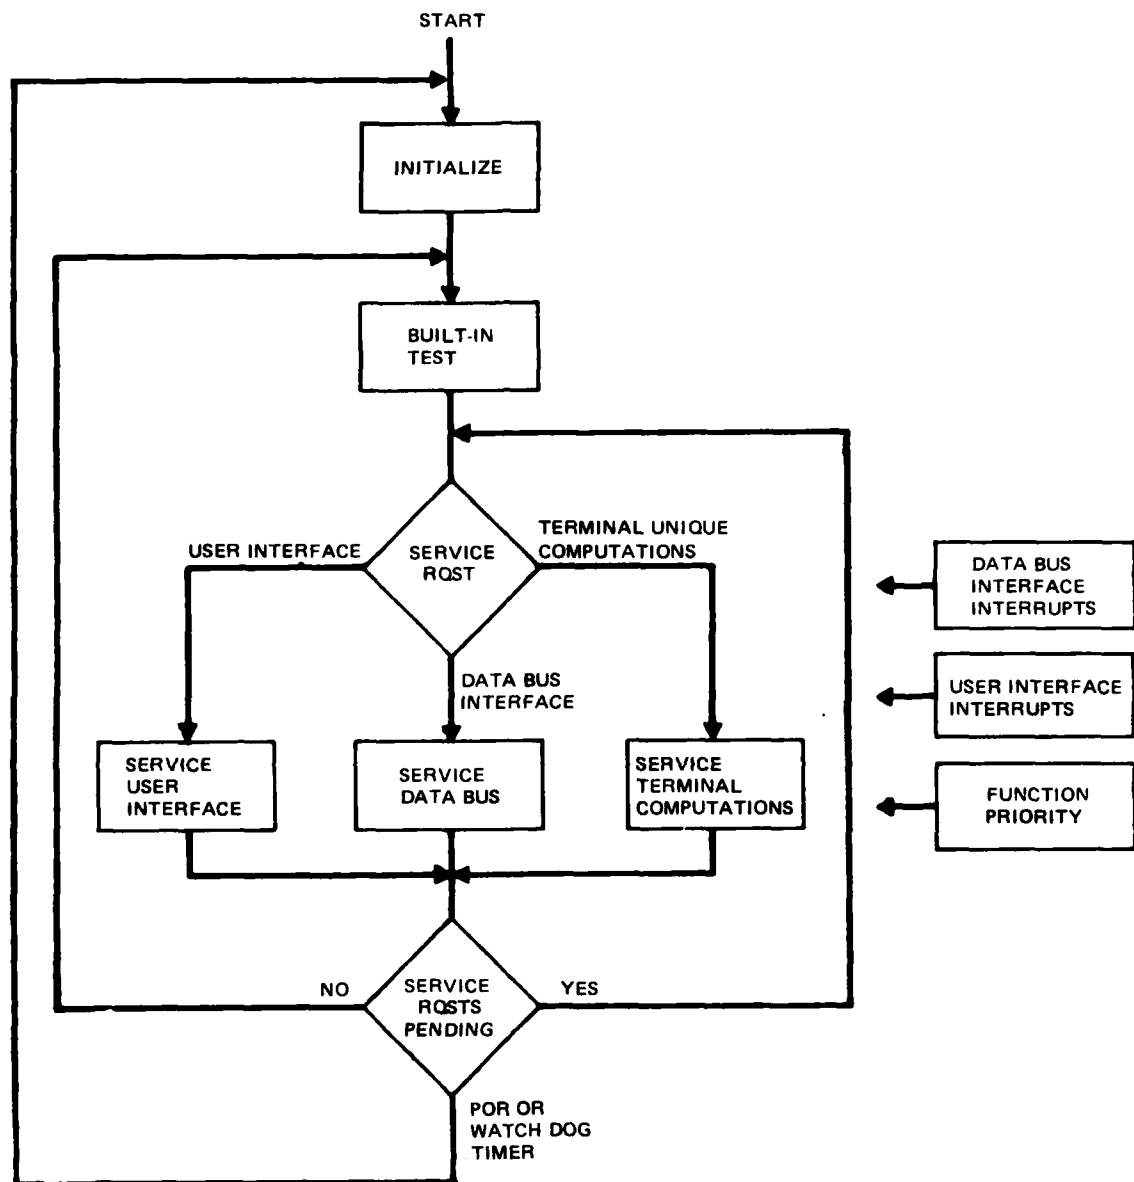 START
INITIALIZE
BUILT-IN
TEST
USER INTERFACE
SERVICE
RQST
TERMINAL UNIQUE
COMPUTATIONS
DATA BUS
INTERFACE
INTERRUPTS
DATA BUS
INTERFACE
USER INTERFACE
INTERRUPTS
SERVICE
USER
INTERFACE
SERVICE
DATA BUS
SERVICE
TERMINAL
COMPUTATIONS
FUNCTION
PRIORITY
NO
SERVICE
RQSTS
PENDING
YES
POR OR
WATCH DOG
TIMER